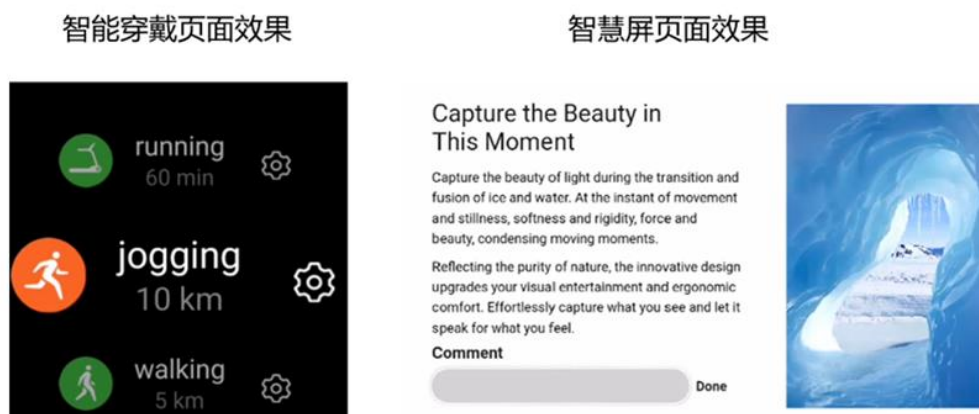 智能穿戴页面效果
智慧屏页面效果
running
60 min
jogging
10 km
walking
5 km
Capture the Beauty in
This Moment
Capture the beauty of light during the transition and
fusion of ice and water. At the instant of movement
and stillness, softness and rigidity, force and
beauty, condensing moving moments.
Reflecting the purity of nature, the innovative design
upgrades your visual entertainment and ergonomic
comfort. Effortlessly capture what you see and let it
speak for what you feel.
Comment
Done